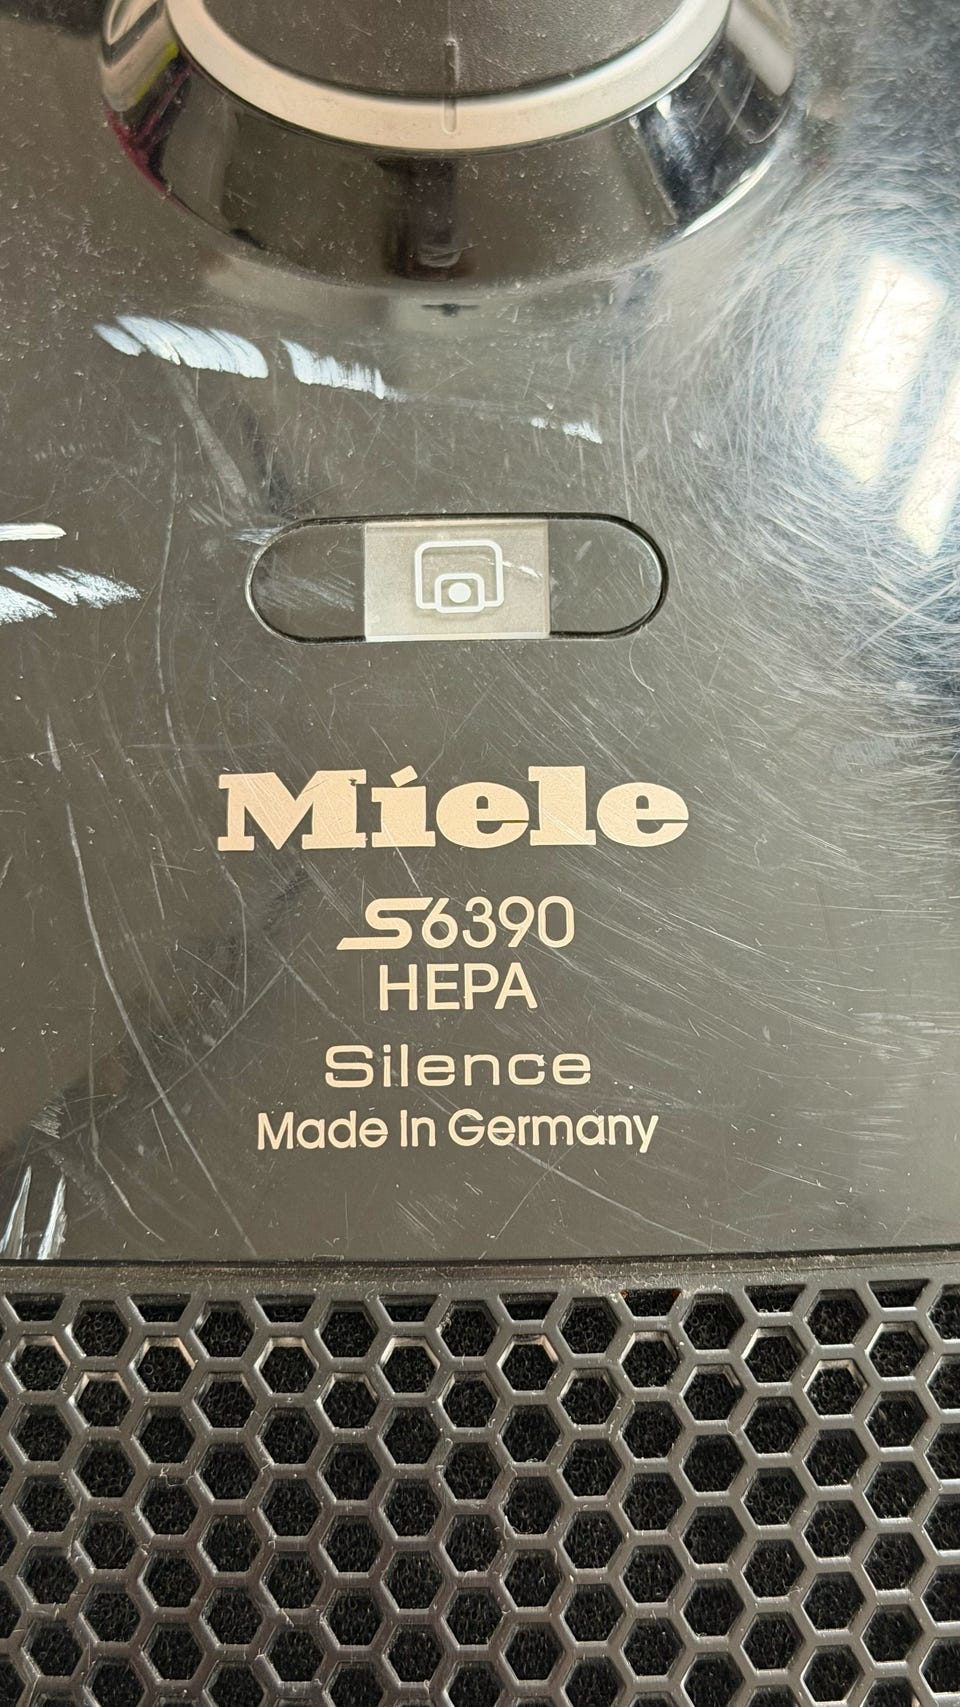 Miele
S6390
HEPA
Silence
Made In Germany